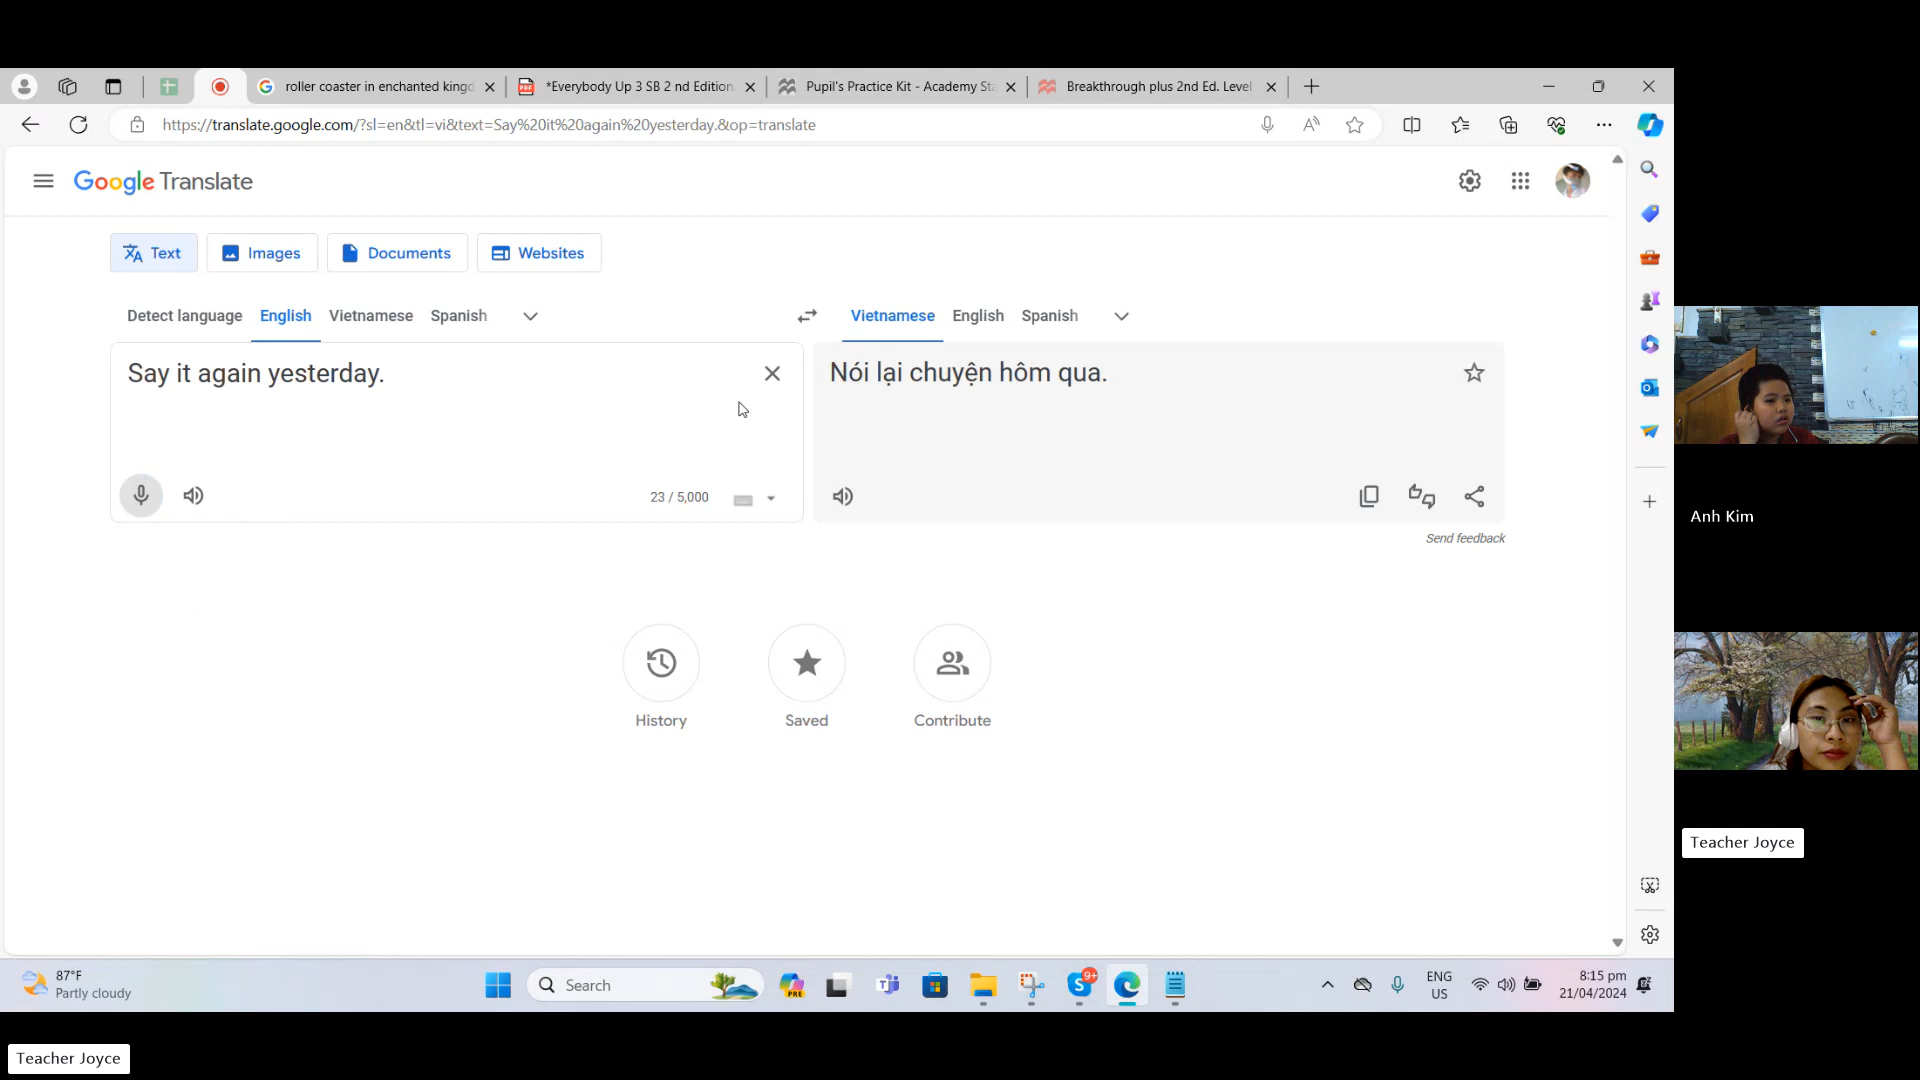 roller coaster in enchanted kingd
*Everybody Up 3 SB 2 nd Edition
Pupil's Practice Kit - Academy Sta
Breakthrough plus 2nd Ed. Level
https://translate.google.com/?sl=en&tl=vi&text=Say%20it%20again%20yesterday.&op=translate
Google Translate
Text
Images
Documents
Websites
Detect language English Vietnamese Spanish
Vietnamese English Spanish
Say it again yesterday.
Nói lại chuyện hôm qua.
23 / 5,000
Send feedback
History
Saved
Contribute
Anh Kim
Teacher Joyce
87°F
Partly cloudy
Search
PRE
9+
ENG
US
8:15 pm
21/04/2024
Teacher Joyce